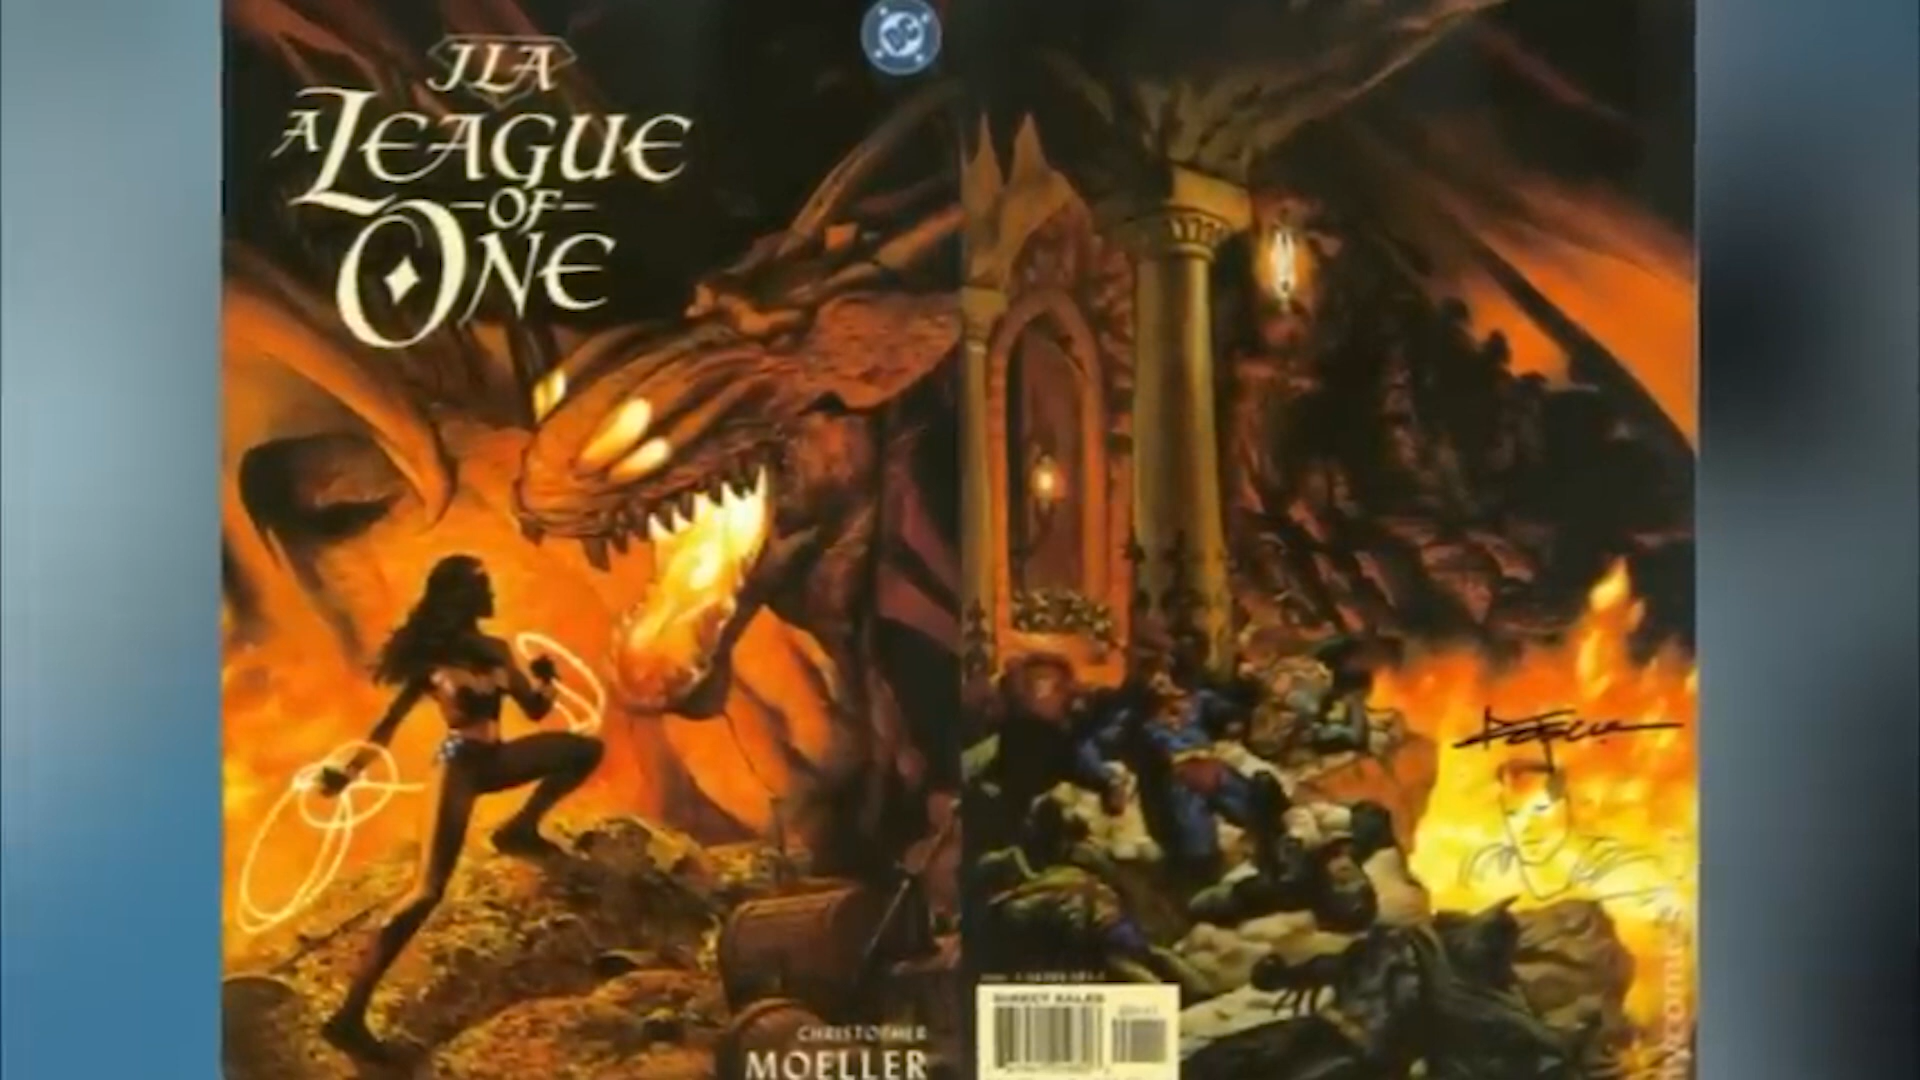 JLA
A LEAGUE
OF
ONE
DC
CHRISTOPHER
MOELLER
DIRECT SALES